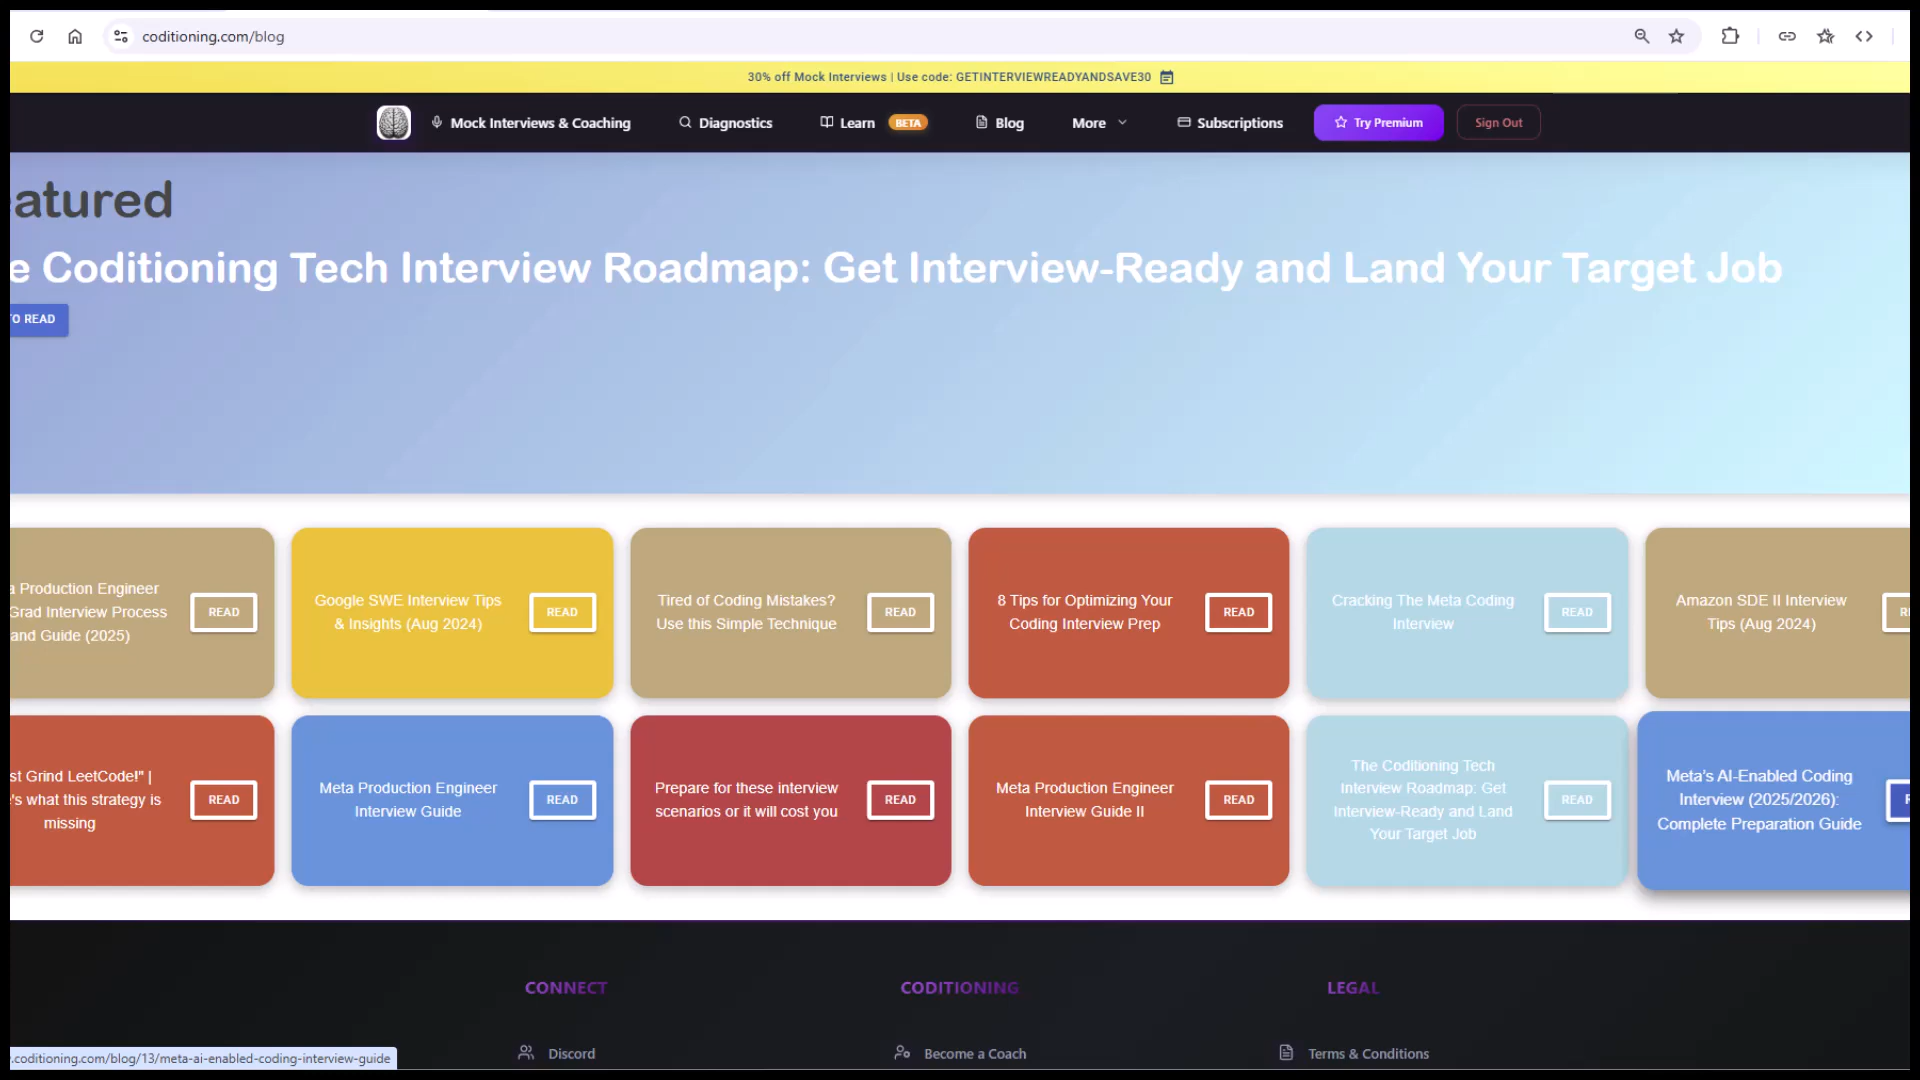 coditioning.com/blog
30% off Mock Interviews | Use code: GETINTERVIEWREADYANDSAVE30
Mock Interviews & Coaching
Diagnostics
Learn
BETA
Blog
More
Subscriptions
Try Premium
Sign Out
eatured
e Coditioning Tech Interview Roadmap: Get Interview-Ready and Land Your Target Job
TO READ
a Production Engineer
Grad Interview Process
and Guide (2025)
READ
Google SWE Interview Tips
& Insights (Aug 2024)
READ
Tired of Coding Mistakes?
Use this Simple Technique
READ
8 Tips for Optimizing Your
Coding Interview Prep
READ
Cracking The Meta Coding
Interview
READ
Amazon SDE II Interview
Tips (Aug 2024)
R
st Grind LeetCode!" |
's what this strategy is
missing
READ
Meta Production Engineer
Interview Guide
READ
Prepare for these interview
scenarios or it will cost you
READ
Meta Production Engineer
Interview Guide II
READ
The Coditioning Tech
Interview Roadmap: Get
Interview-Ready and Land
Your Target Job
READ
Meta's AI-Enabled Coding
Interview (2025/2026):
Complete Preparation Guide
R
CONNECT
CODITIONING
LEGAL
Discord
Become a Coach
Terms & Conditions
.coditioning.com/blog/13/meta-ai-enabled-coding-interview-guide